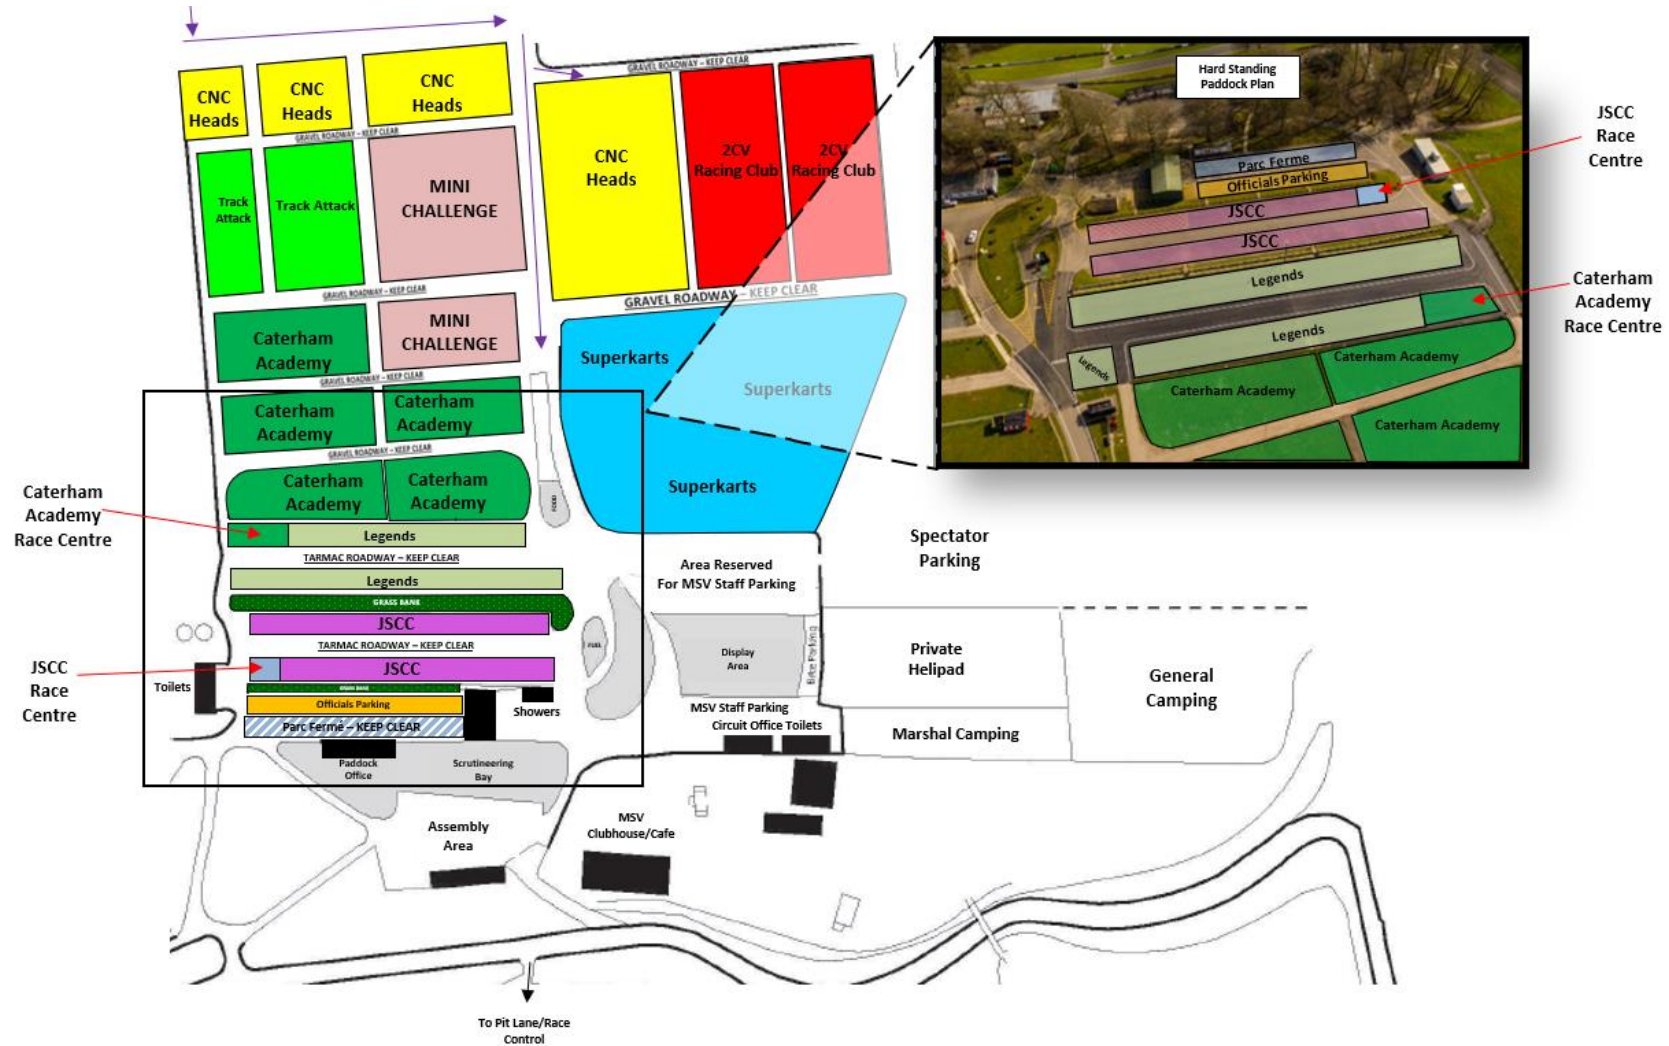 CNC
Heads
CNC
Heads
CNC
Heads
GRAVEL ROADWAY – KEEP CLEAR
GRAVEL ROADWAY – KEEP CLEAR
Track
Attack
Track Attack
MINI
CHALLENGE
CNC
Heads
2CV
Racing Club
2CV
Racing Club
GRAVEL ROADWAY – KEEP CLEAR
GRAVEL ROADWAY – KEEP CLEAR
Caterham
Academy
MINI
CHALLENGE
GRAVEL ROADWAY – KEEP CLEAR
Caterham
Academy
Caterham
Academy
GRAVEL ROADWAY – KEEP CLEAR
Caterham
Academy
Caterham
Academy
Superkarts
Superkarts
Superkarts
FOOD
Caterham
Academy
Race Centre
Legends
TARMAC ROADWAY – KEEP CLEAR
Legends
GRASS BANK
JSCC
TARMAC ROADWAY – KEEP CLEAR
JSCC
JSCC
Race
Centre
Toilets
GRASS BANK
Officials Parking
Parc Fermé – KEEP CLEAR
Showers
FUEL
Paddock
Office
Scrutineering
Bay
Assembly
Area
Area Reserved
For MSV Staff Parking
Display
Area
Bike Parking
MSV Staff Parking
Circuit Office Toilets
MSV
Clubhouse/Cafe
Spectator
Parking
Private
Helipad
Marshal Camping
General
Camping
To Pit Lane/Race
Control
Hard Standing
Paddock Plan
Parc Ferme
Officials Parking
JSCC
JSCC
Legends
Legends
Legends
Caterham Academy
Caterham Academy
Caterham Academy
JSCC
Race
Centre
Caterham
Academy
Race Centre